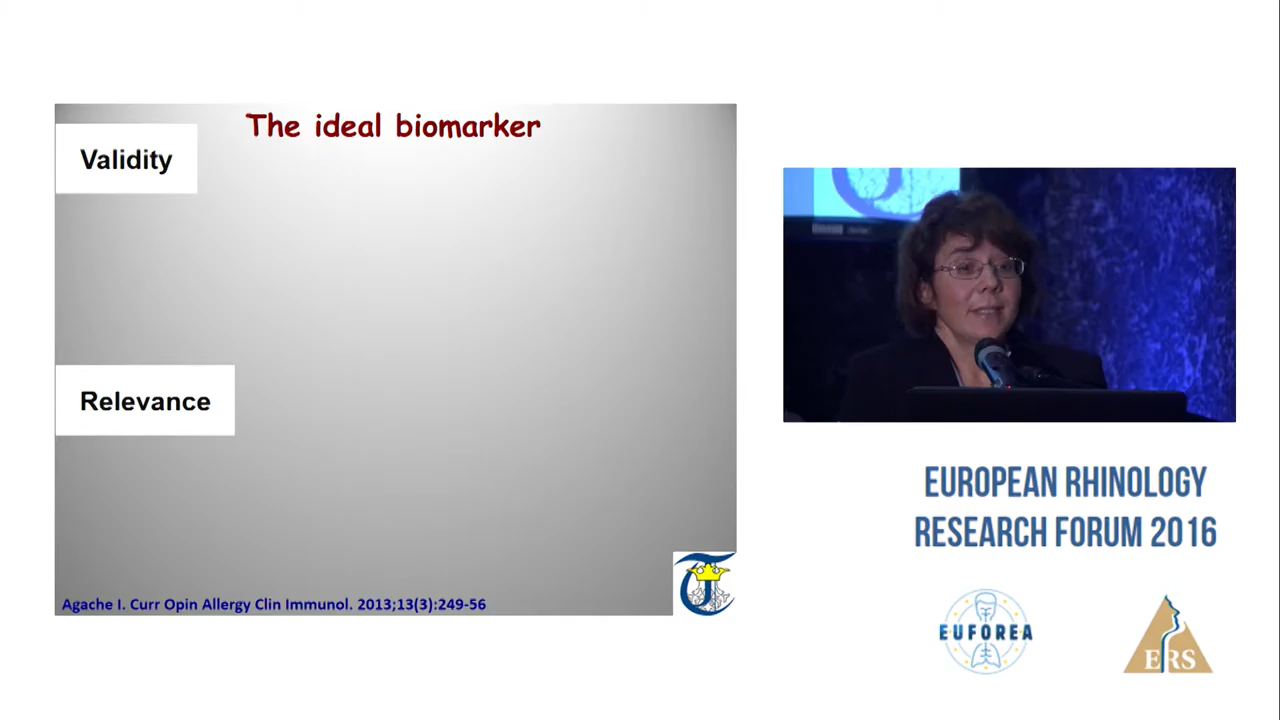 The ideal biomarker
Validity
Relevance
Agache I. Curr Opin Allergy Clin Immunol. 2013;13(3):249-56
EUROPEAN RHINOLOGY
RESEARCH FORUM 2016
EUFOREA
ERS